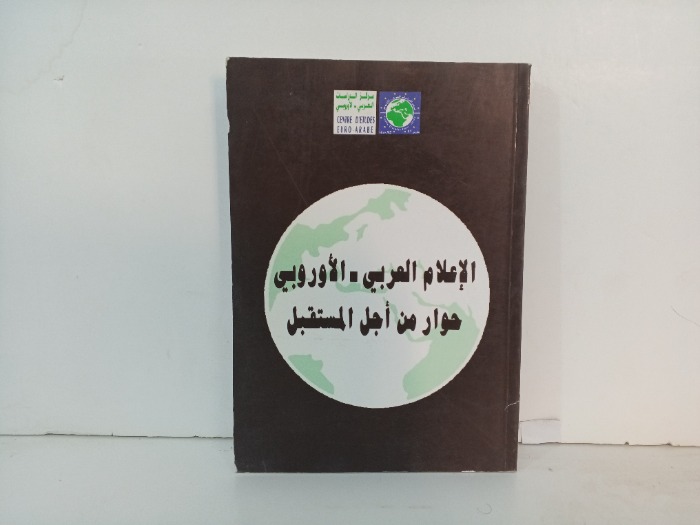 مركز الدراسات
العربي - الأوروبي
CENTRE D'ETUDES
EURO-ARABE
الإعلام العربي - الأوروبي
حوار من أجل المستقبل